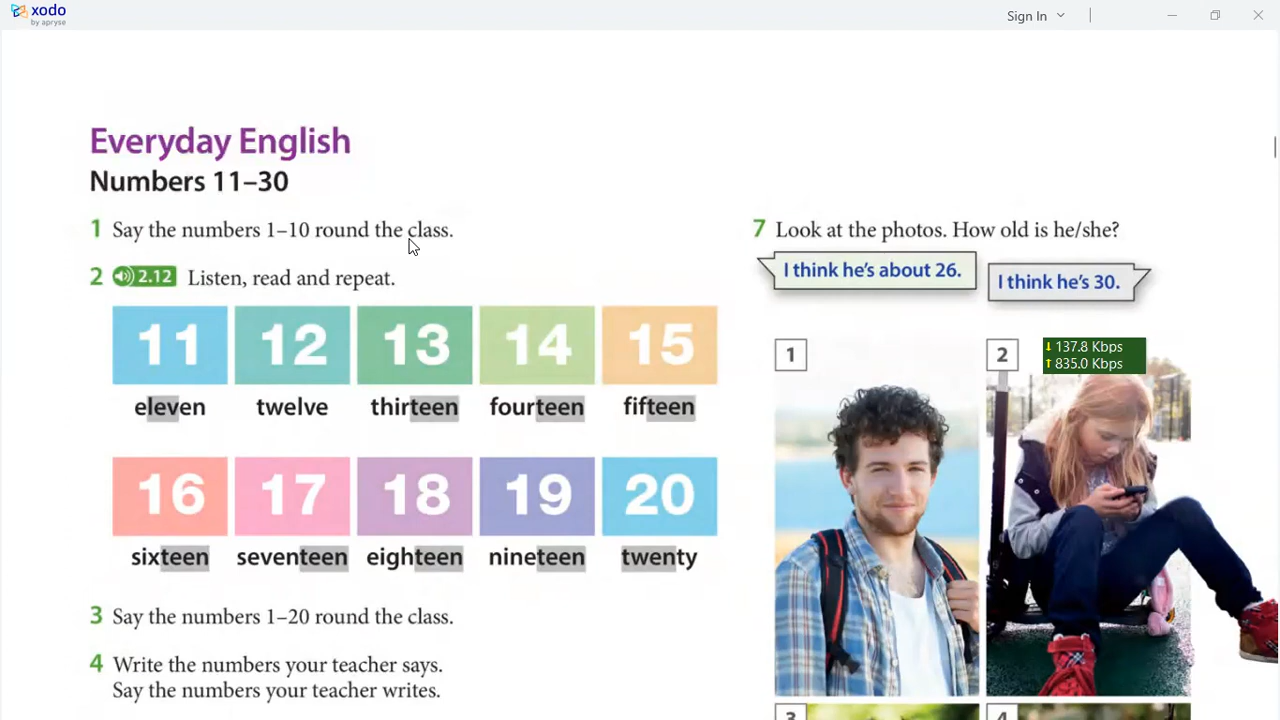 xodo
by apryse
Sign In
Everyday English
Numbers 11–30
1 Say the numbers 1–10 round the class.
2 2.12 Listen, read and repeat.
11 12 13 14 15
eleven twelve thirteen fourteen fifteen
16 17 18 19 20
sixteen seventeen eighteen nineteen twenty
3 Say the numbers 1–20 round the class.
4 Write the numbers your teacher says.
Say the numbers your teacher writes.
7 Look at the photos. How old is he/she?
I think he's about 26.
I think he's 30.
1
2
137.8 Kbps
835.0 Kbps
3
4